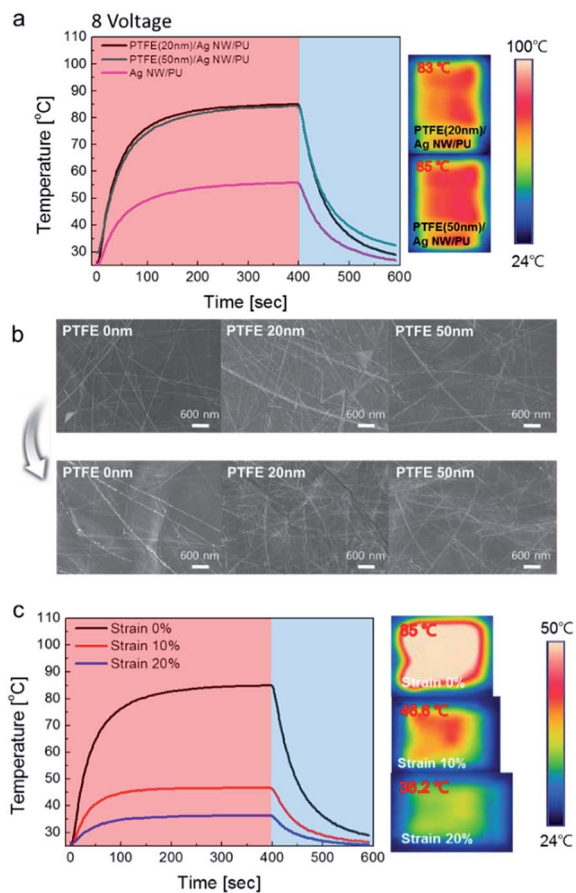 a
8 Voltage
110
100
90
80
70
60
50
40
30
Temperature [°C]
PTFE(20nm)/Ag NW/PU
PTFE(50nm)/Ag NW/PU
Ag NW/PU
0 100 200 300 400 500 600
Time [sec]
83 ℃
PTFE(20nm)/
Ag NW/PU
85 ℃
PTFE(50nm)/
Ag NW/PU
100℃
24℃
b
PTFE 0nm
600 nm
PTFE 20nm
600 nm
PTFE 50nm
600 nm
PTFE 0nm
600 nm
PTFE 20nm
600 nm
PTFE 50nm
600 nm
c
110
100
90
80
70
60
50
40
30
Temperature [°C]
Strain 0%
Strain 10%
Strain 20%
0 100 200 300 400 500 600
Time [sec]
85 ℃
Strain 0%
46.6 ℃
Strain 10%
36.2 ℃
Strain 20%
50℃
24℃